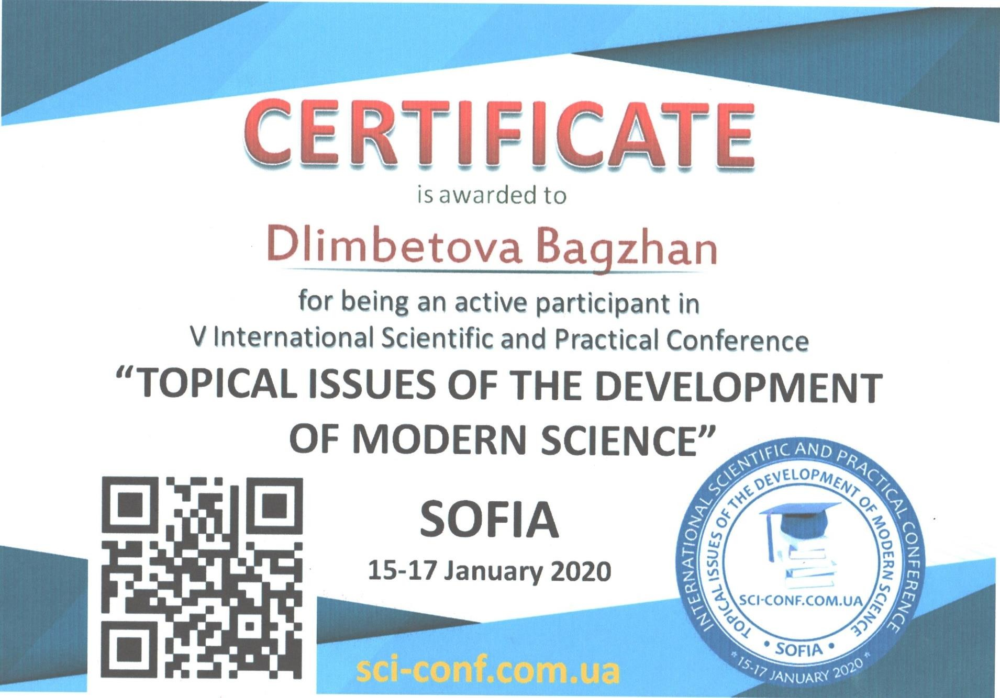 CERTIFICATE
is awarded to
Dlimbetova Bagzhan
for being an active participant in
V International Scientific and Practical Conference
“TOPICAL ISSUES OF THE DEVELOPMENT
OF MODERN SCIENCE”
SOFIA
15-17 January 2020
sci-conf.com.ua
INTERNATIONAL SCIENTIFIC AND PRACTICAL CONFERENCE
TOPICAL ISSUES OF THE DEVELOPMENT OF MODERN SCIENCE
SCI-CONF.COM.UA
• SOFIA •
* 15-17 JANUARY 2020 *